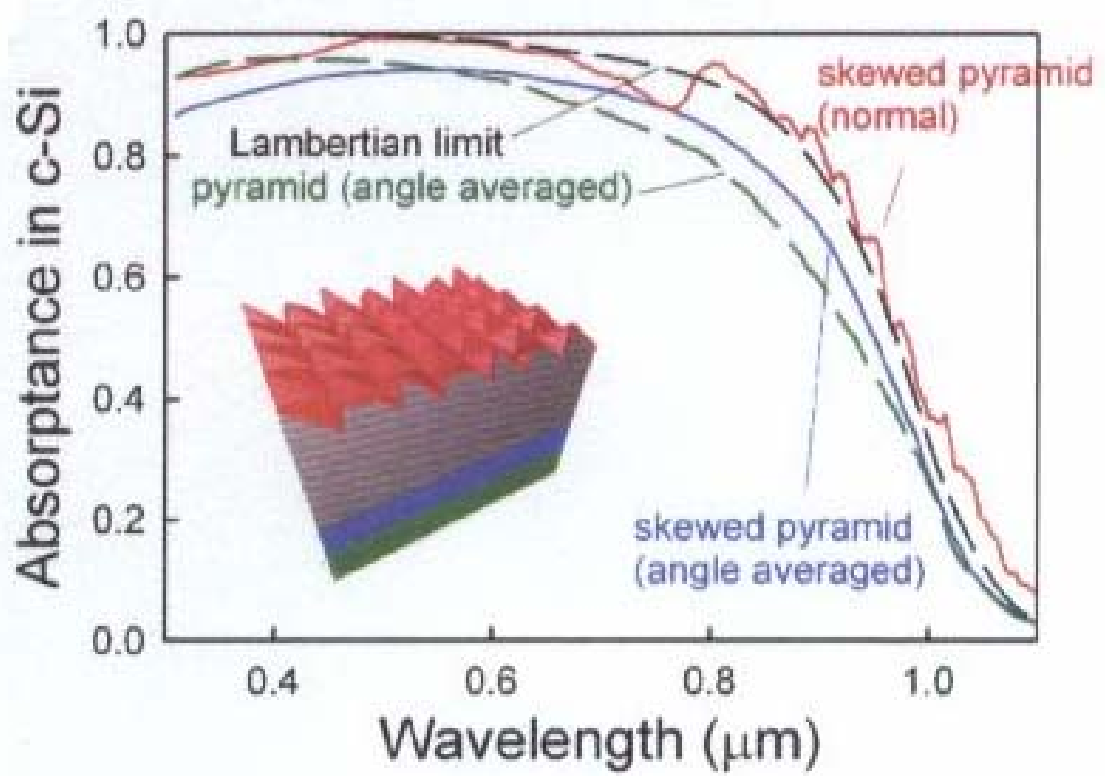 1.0
0.8
0.6
0.4
0.2
0.0
Absorptance in c-Si
skewed pyramid
(normal)
Lambertian limit
pyramid (angle averaged)
skewed pyramid
(angle averaged)
0.4 0.6 0.8 1.0
Wavelength (μm)